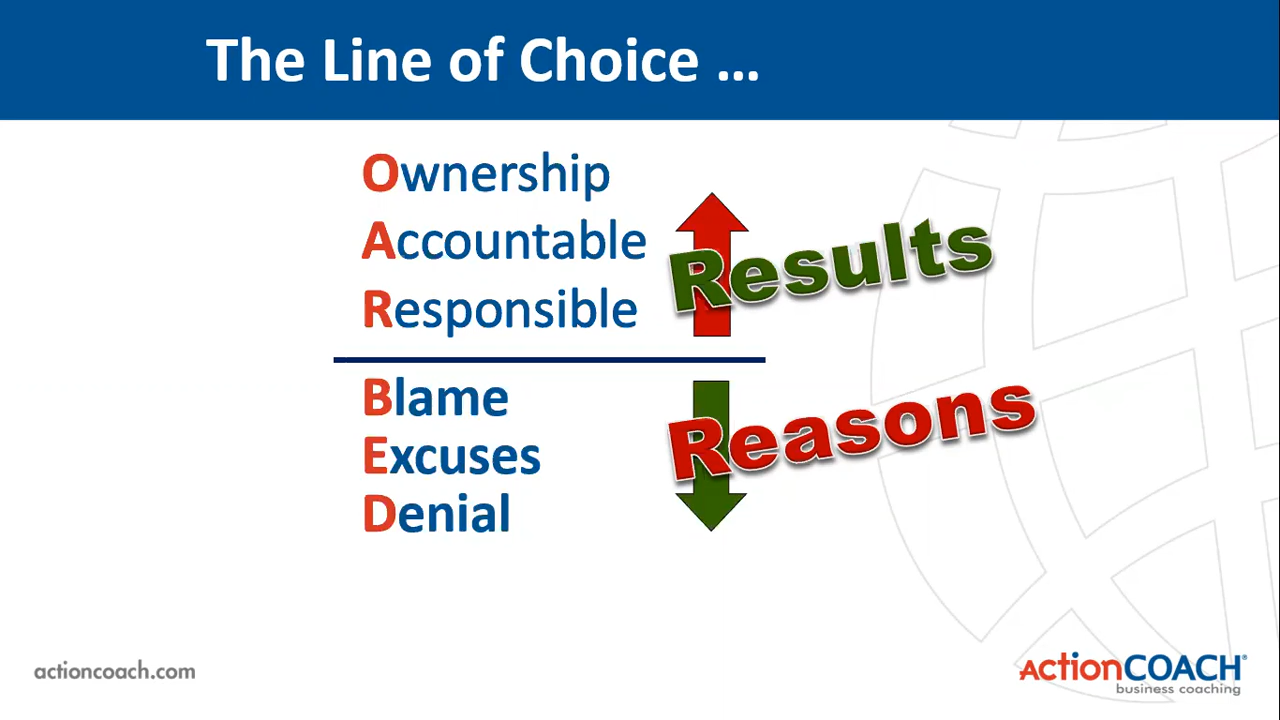 The Line of Choice ...
Ownership
Accountable
Responsible
Results
Blame
Excuses
Denial
Reasons
actioncoach.com
ACTIONCOACH®
business coaching